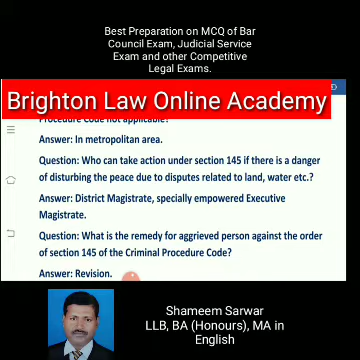 Best Preparation on MCQ of Bar
Council Exam, Judicial Service
Exam and other Competitive
Legal Exams.
Brighton Law Online Academy
Procedure Code not applicable?
Answer: In metropolitan area.
Question: Who can take action under section 145 if there is a danger
of disturbing the peace due to disputes related to land, water etc.?
Answer: District Magistrate, specially empowered Executive
Magistrate.
Question: What is the remedy for aggrieved person against the order
of section 145 of the Criminal Procedure Code?
Answer: Revision.
Shameem Sarwar
LLB, BA (Honours), MA in
English